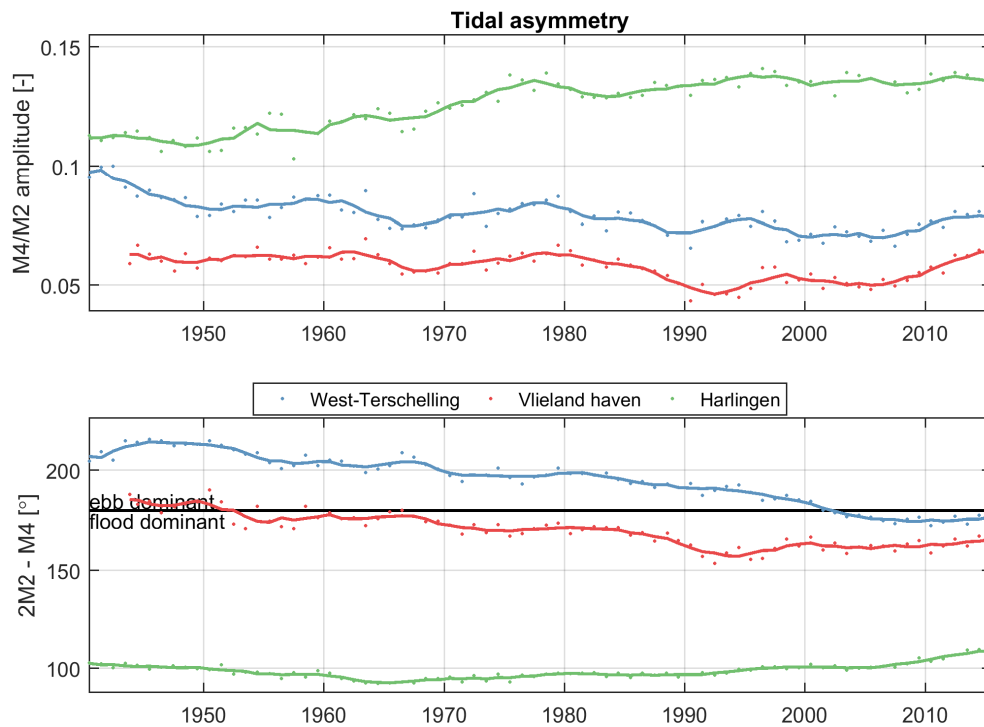 Tidal asymmetry
M4/M2 amplitude [-]
0.15
0.1
0.05
1950 1960 1970 1980 1990 2000 2010
West-Terschelling Vlieland haven Harlingen
2M2 - M4 [°]
200
ebb dominant
flood dominant
150
100
1950 1960 1970 1980 1990 2000 2010